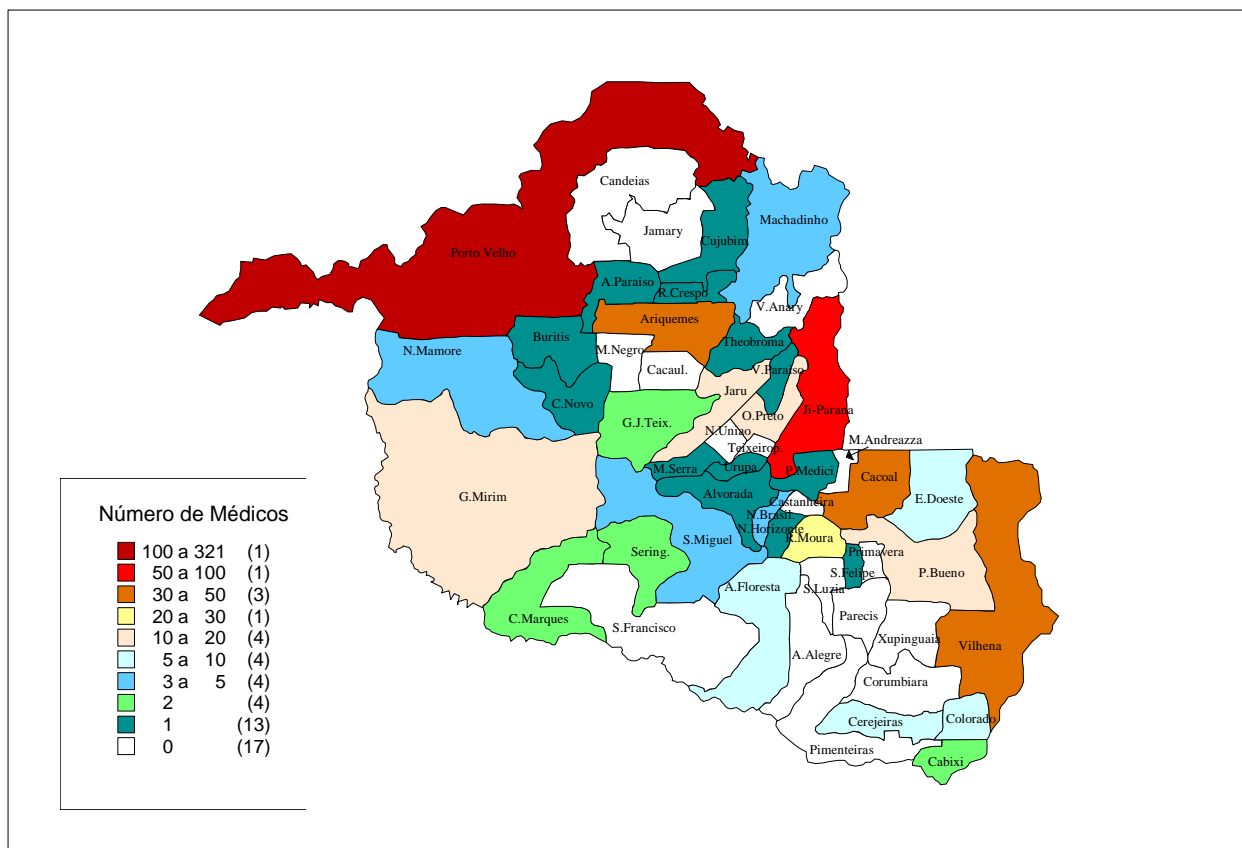 Candeias
Machadinho
Jamary
Cujubim
Porto Velho
A.Paraiso
R.Crespo
V.Anary
Ariquemes
Buritis
Theobroma
N.Mamore
M.Negro
V.Paraiso
Cacaul.
Jaru
C.Novo
Ji-Parana
O.Preto
G.J.Teix.
N.Uniao
M.Andreazza
Teixeirop.
M.Serra
Urupa
P.Medici
Cacoal
G.Mirim
Alvorada
E.Doeste
Castanheira
N.Brasil.
N.Horizonte
S.Miguel
R.Moura
Sering.
Primavera
S.Felipe
P.Bueno
A.Floresta
S.Luzia
C.Marques
Parecis
S.Francisco
Xupinguaia
Vilhena
A.Alegre
Corumbiara
Cerejeiras
Colorado
Pimenteiras
Cabixi
Número de Médicos
100 a 321 (1)
50 a 100 (1)
30 a 50 (3)
20 a 30 (1)
10 a 20 (4)
5 a 10 (4)
3 a 5 (4)
2 (4)
1 (13)
0 (17)